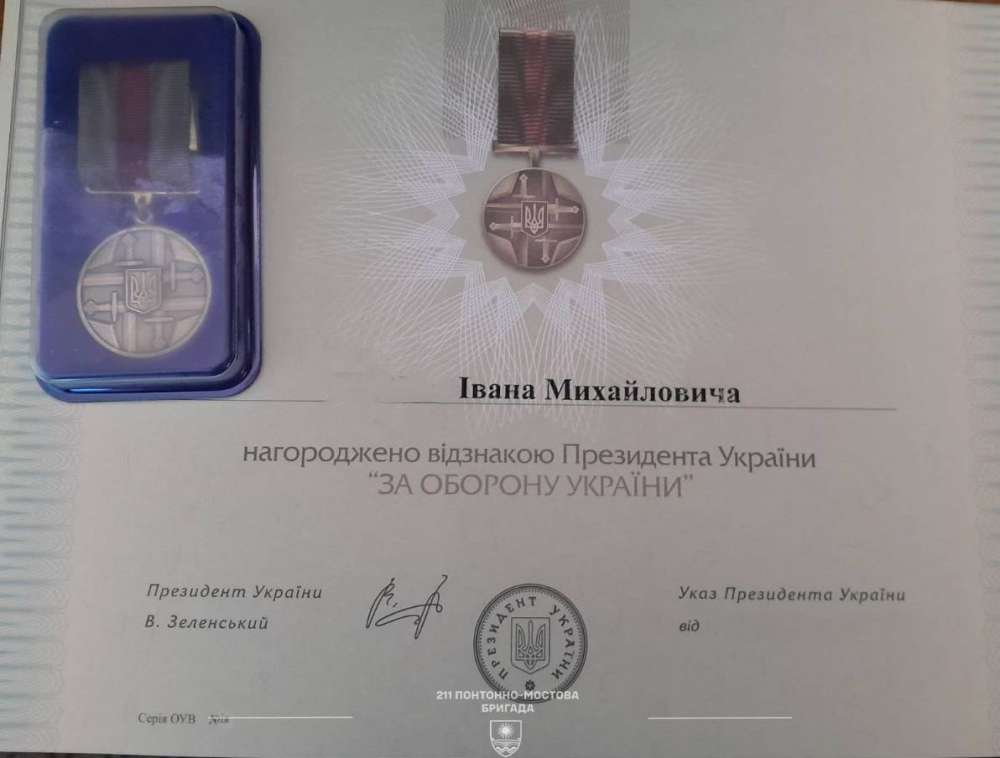 Івана Михайловича
нагороджено відзнакою Президента України
“ЗА ОБОРОНУ УКРАЇНИ”
Президент України
В. Зеленський
Указ Президента України
від
ПРЕЗИДЕНТ УКРАЇНИ
Серія ОУВ
211 ПОНТОННО-МОСТОВА
БРИГАДА